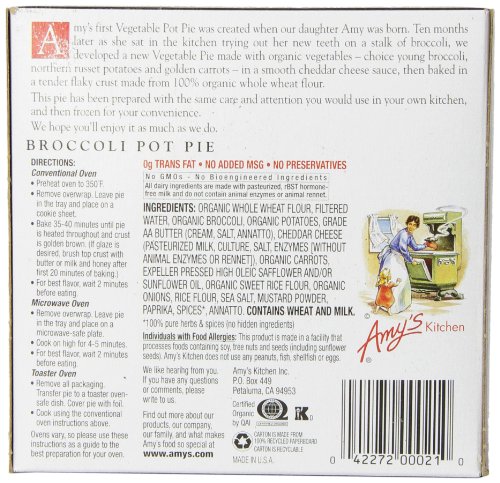 Amy's first Vegetable Pot Pie was created when our daughter Amy was born. Ten months
later as she sat in the kitchen trying out her new teeth on a stalk of broccoli, we
developed a new Vegetable Pie made with organic vegetables – choice young broccoli,
northern russet potatoes and golden carrots – in a smooth cheddar cheese sauce, then baked in
a tender flaky crust made from 100% organic whole wheat flour.
This pie has been prepared with the same care and attention you would use in your own kitchen,
and then frozen for your convenience.
We hope you'll enjoy it as much as we do.
BROCCOLI POT PIE
DIRECTIONS:
Conventional Oven
• Preheat oven to 350°F.
• Remove overwrap. Leave pie
in the tray and place on a
cookie sheet.
• Bake 35-40 minutes until pie
is heated throughout and crust
is golden brown. (If glaze is
desired, brush top crust with
butter or milk and honey after
first 20 minutes of baking.)
• For best flavor, wait 2 minutes
before eating.
Microwave Oven
• Remove overwrap. Leave pie
in the tray and place on a
microwave-safe plate.
• Cook on high for 4-5 minutes.
• For best flavor, wait 2 minutes
before eating.
Toaster Oven
• Remove all packaging.
Transfer pie to a toaster oven-
safe dish. Cover with foil.
• Cook using the conventional
oven instructions above.
Ovens vary, so please use these
instructions as a guide to the
best preparation for your oven.
0g TRANS FAT • NO ADDED MSG • NO PRESERVATIVES
No GMOs - No Bioengineered Ingredients
All dairy ingredients are made with pasteurized, rBST hormone-
free milk and do not contain animal enzymes or animal rennet.
INGREDIENTS: ORGANIC WHOLE WHEAT FLOUR, FILTERED
WATER, ORGANIC BROCCOLI, ORGANIC POTATOES, GRADE
AA BUTTER (CREAM, SALT, ANNATTO), CHEDDAR CHEESE
(PASTEURIZED MILK, CULTURE, SALT, ENZYMES [WITHOUT
ANIMAL ENZYMES OR RENNET]), ORGANIC CARROTS,
EXPELLER PRESSED HIGH OLEIC SAFFLOWER AND/OR
SUNFLOWER OIL, ORGANIC SWEET RICE FLOUR, ORGANIC
ONIONS, RICE FLOUR, SEA SALT, MUSTARD POWDER,
PAPRIKA, SPICES*, ANNATTO. CONTAINS WHEAT AND MILK.
*100% pure herbs & spices (no hidden ingredients)
Individuals with Food Allergies: This product is made in a facility that
processes foods containing soy, tree nuts and seeds including sunflower
seeds. Amy's Kitchen does not use any peanuts, fish, shellfish or eggs.
We like hearing from you.
If you have any questions
or comments, please
write to us.
Find out more about our
products, our company,
our family, and what makes
Amy's food so special at
www.amys.com
Amy's Kitchen Inc.
P.O. Box 449
Petaluma, CA 94953
Certified
Organic
by QAI
K
CARTON IS MADE FROM
100% RECYCLED PAPERBOARD
CARTON IS RECYCLABLE
MADE IN U.S.A.
Amy's Kitchen
®
0 42272 00021 0